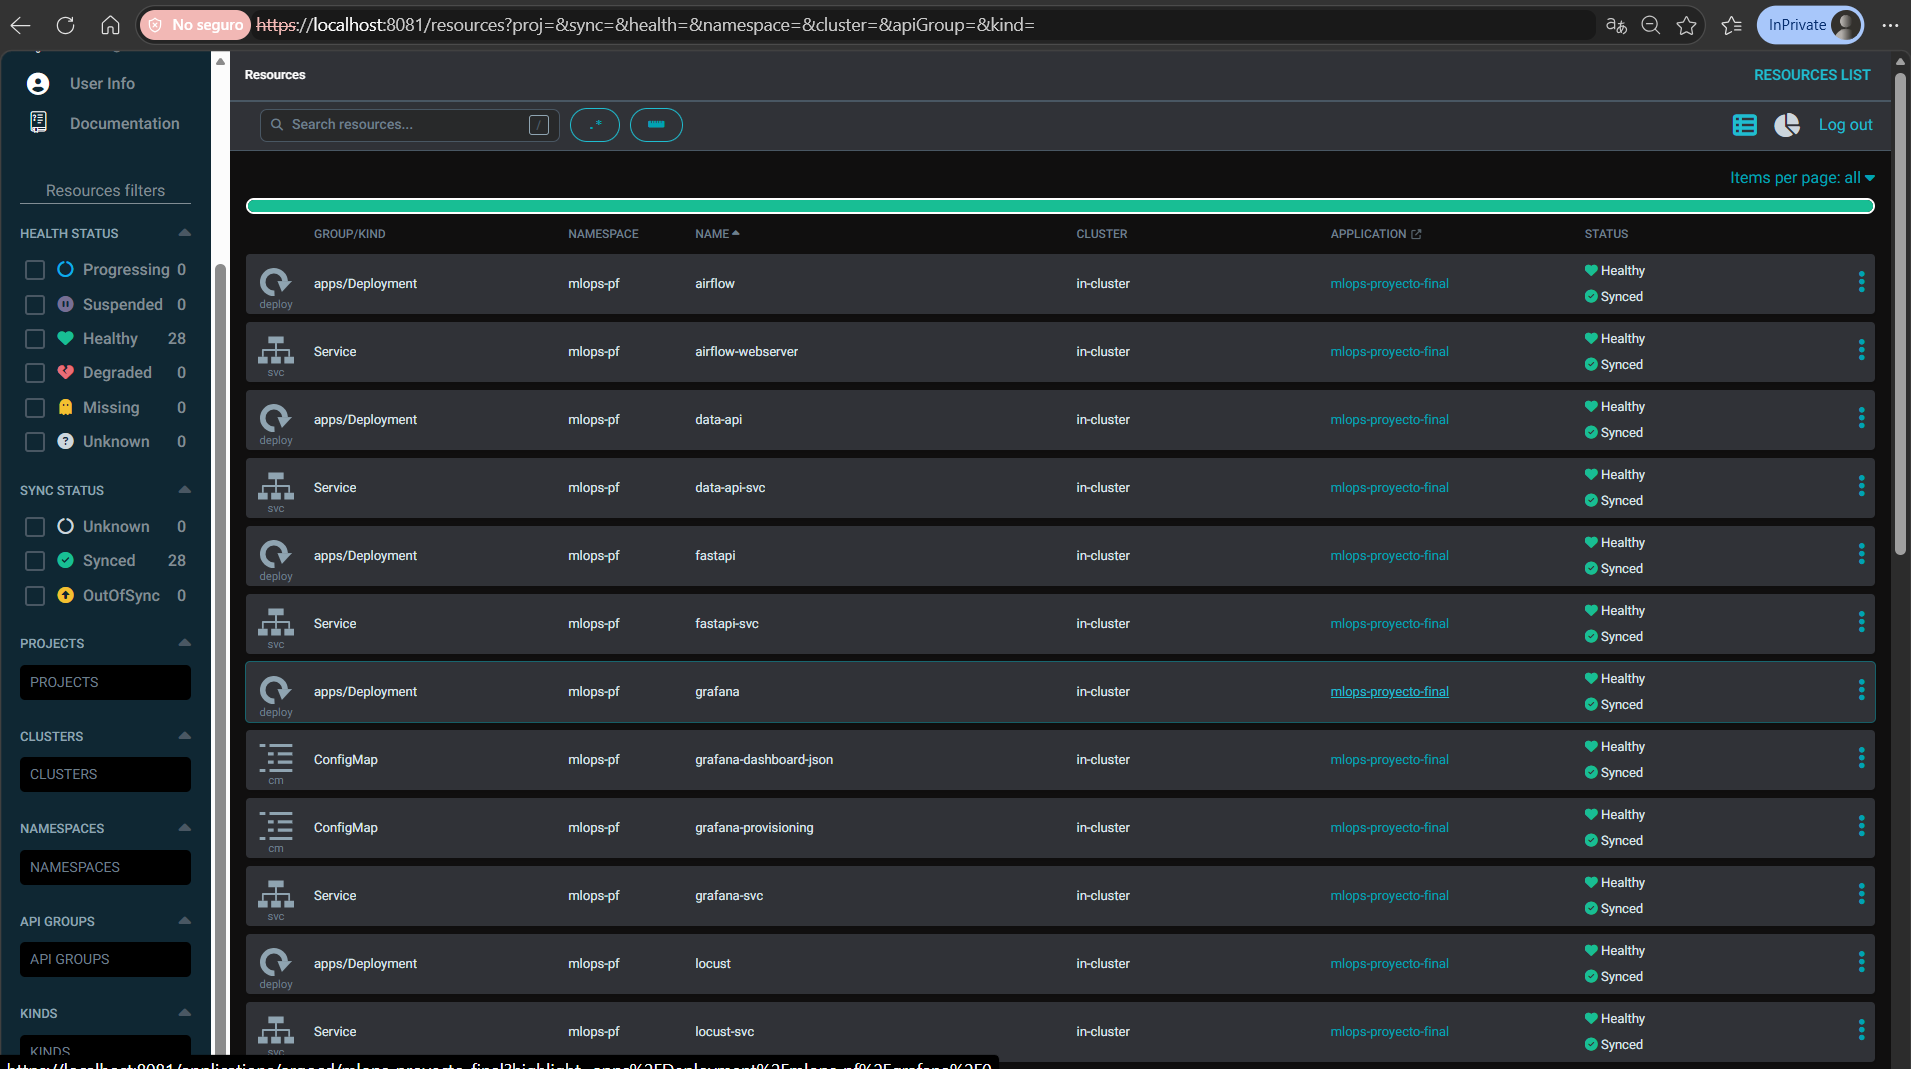 No seguro https://localhost:8081/resources?proj=&sync=&health=&namespace=&cluster=&apiGroup=&kind= InPrivate
User Info
Documentation
Resources filters
HEALTH STATUS
Progressing 0
Suspended 0
Healthy 28
Degraded 0
Missing 0
Unknown 0
SYNC STATUS
Unknown 0
Synced 28
OutOfSync 0
PROJECTS
PROJECTS
CLUSTERS
CLUSTERS
NAMESPACES
NAMESPACES
API GROUPS
API GROUPS
KINDS
KINDS
Resources RESOURCES LIST
Search resources... / .* Log out
Items per page: all
GROUP/KIND NAMESPACE NAME CLUSTER APPLICATION STATUS
deploy apps/Deployment mlops-pf airflow in-cluster mlops-proyecto-final Healthy
Synced
svc Service mlops-pf airflow-webserver in-cluster mlops-proyecto-final Healthy
Synced
deploy apps/Deployment mlops-pf data-api in-cluster mlops-proyecto-final Healthy
Synced
svc Service mlops-pf data-api-svc in-cluster mlops-proyecto-final Healthy
Synced
deploy apps/Deployment mlops-pf fastapi in-cluster mlops-proyecto-final Healthy
Synced
svc Service mlops-pf fastapi-svc in-cluster mlops-proyecto-final Healthy
Synced
deploy apps/Deployment mlops-pf grafana in-cluster mlops-proyecto-final Healthy
Synced
cm ConfigMap mlops-pf grafana-dashboard-json in-cluster mlops-proyecto-final Healthy
Synced
cm ConfigMap mlops-pf grafana-provisioning in-cluster mlops-proyecto-final Healthy
Synced
svc Service mlops-pf grafana-svc in-cluster mlops-proyecto-final Healthy
Synced
deploy apps/Deployment mlops-pf locust in-cluster mlops-proyecto-final Healthy
Synced
svc Service mlops-pf locust-svc in-cluster mlops-proyecto-final Healthy
Synced